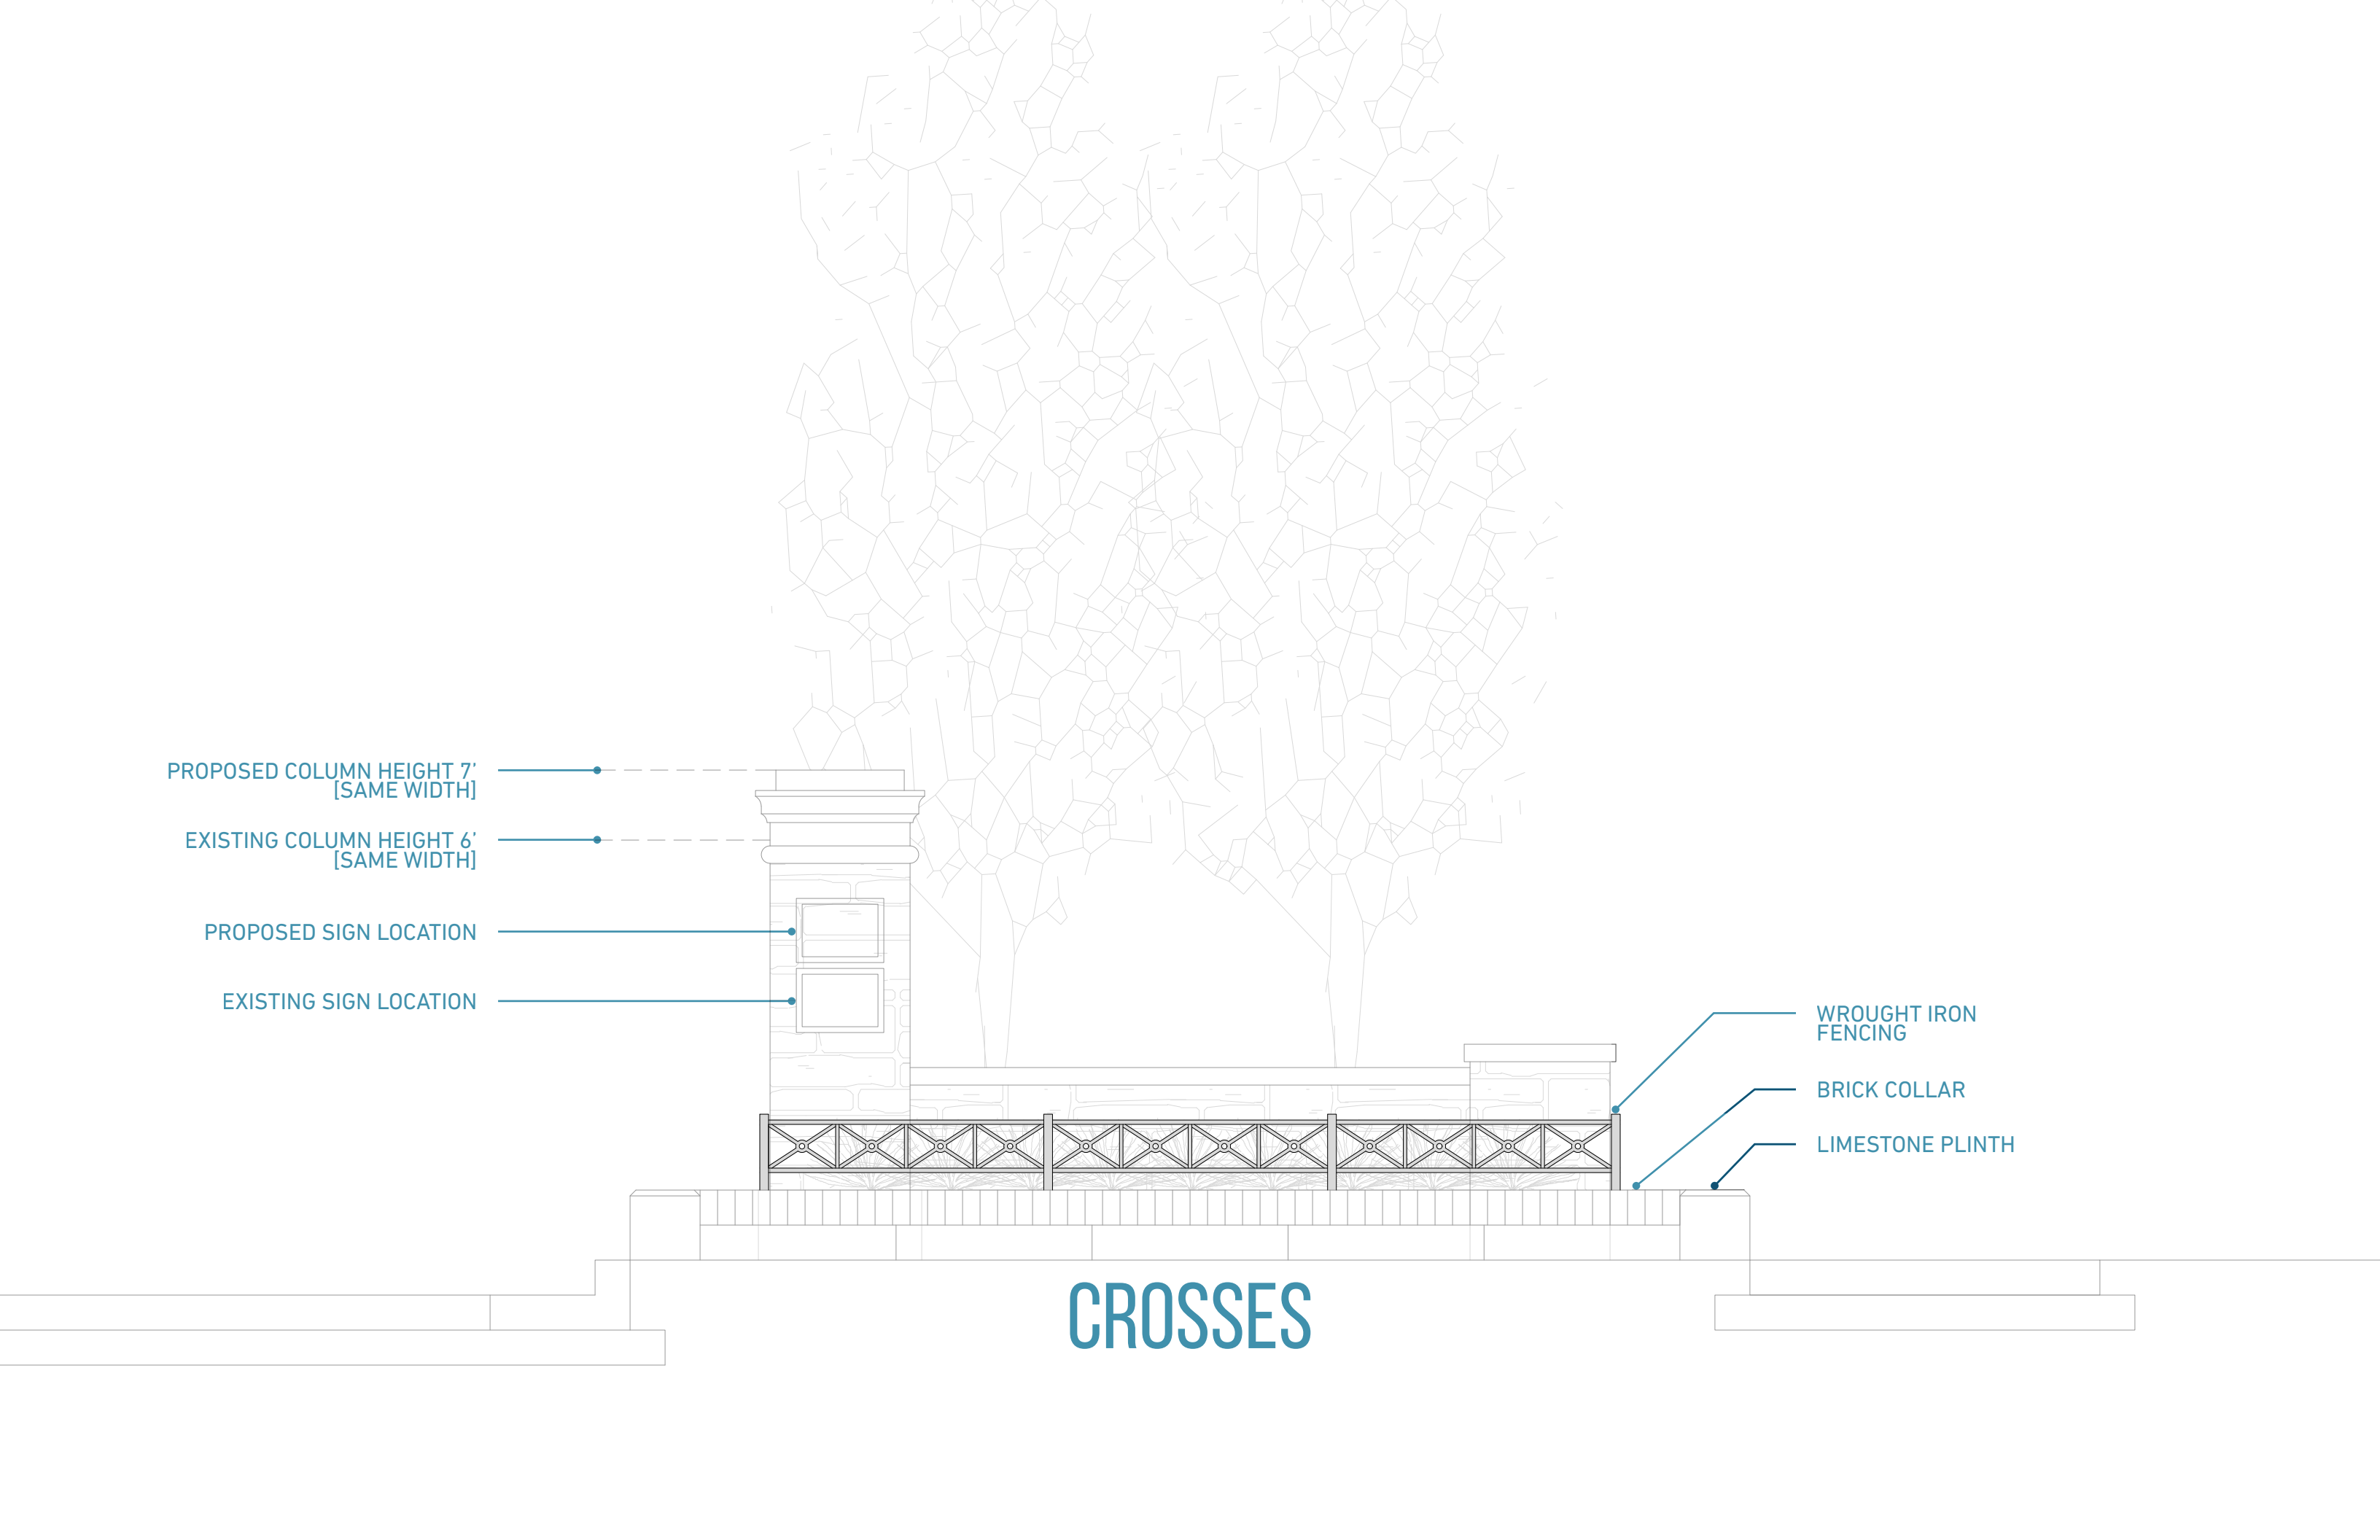 PROPOSED COLUMN HEIGHT 7'
[SAME WIDTH]
EXISTING COLUMN HEIGHT 6'
[SAME WIDTH]
PROPOSED SIGN LOCATION
EXISTING SIGN LOCATION
WROUGHT IRON
FENCING
BRICK COLLAR
LIMESTONE PLINTH
CROSSES